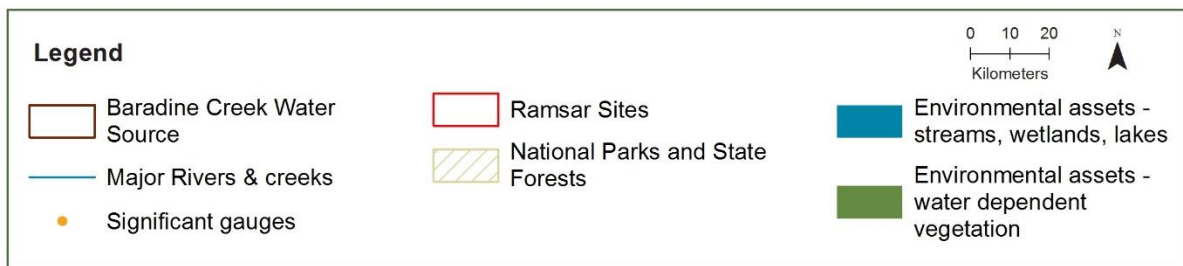 Legend
0 10 20
Kilometers
N
Baradine Creek Water
Source
Major Rivers & creeks
Significant gauges
Ramsar Sites
National Parks and State
Forests
Environmental assets -
streams, wetlands, lakes
Environmental assets -
water dependent
vegetation